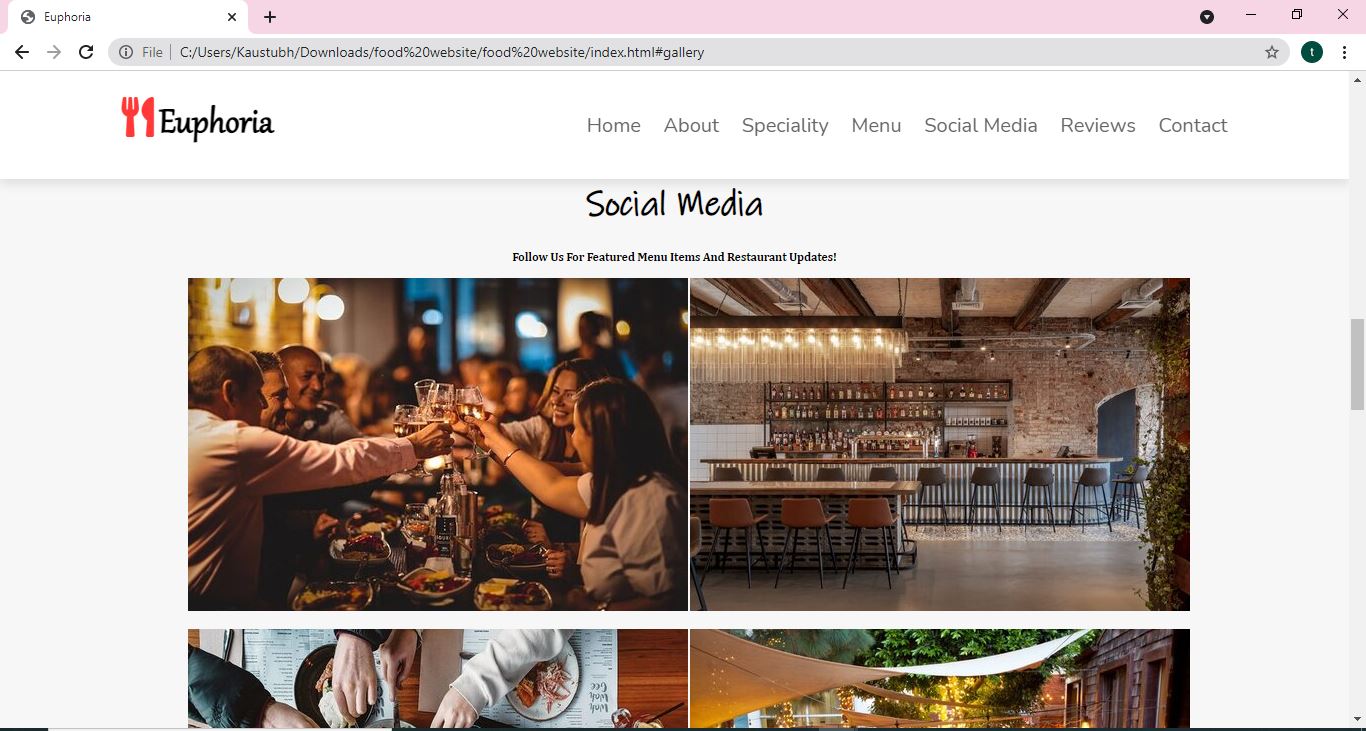 Euphoria
File
C:/Users/Kaustubh/Downloads/food%20website/food%20website/index.html#gallery
t
Euphoria
Home About Speciality Menu Social Media Reviews Contact
Social Media
Follow Us For Featured Menu Items And Restaurant Updates!